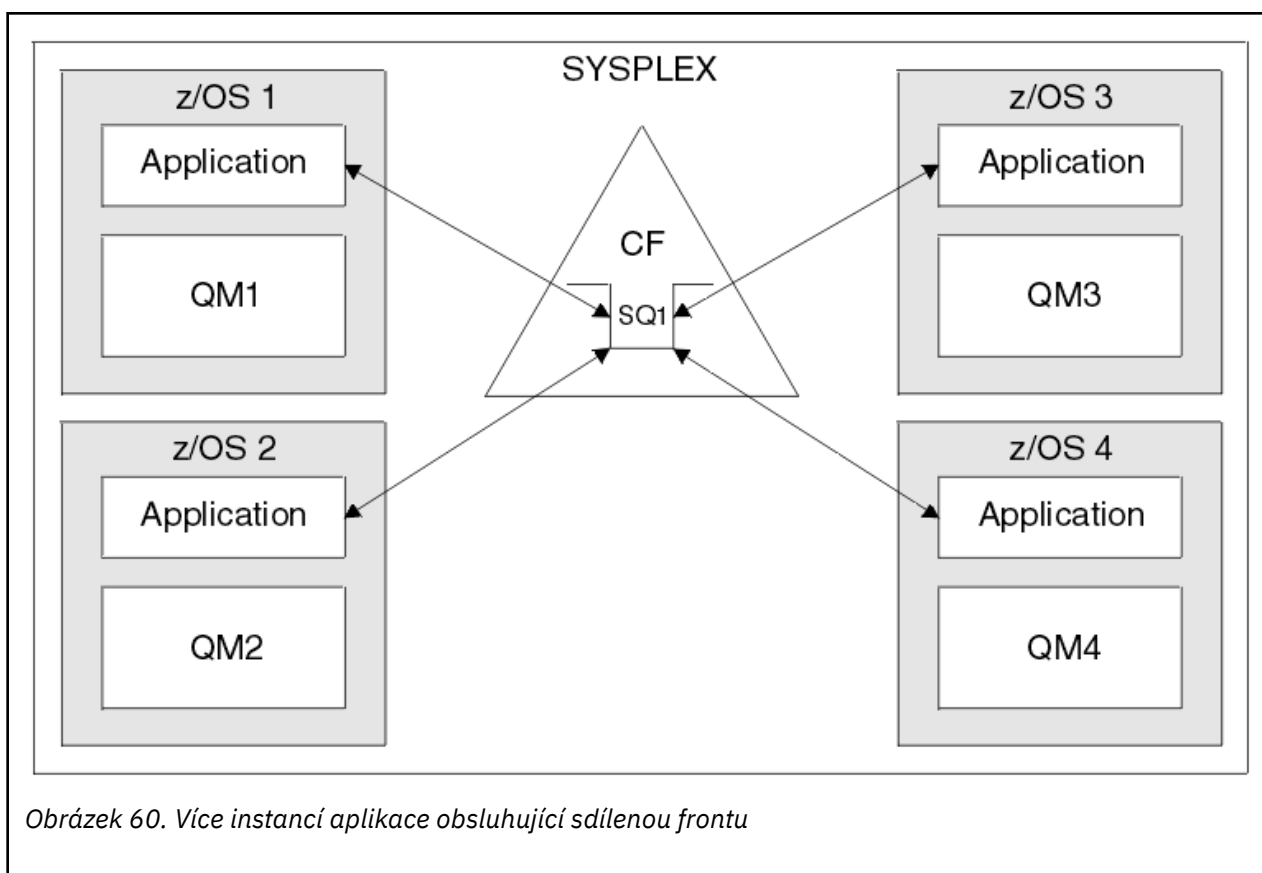 SYSPLEX
z/OS 1
Application
QM1
z/OS 2
Application
QM2
CF
SQ1
z/OS 3
Application
QM3
z/OS 4
Application
QM4
Obrázek 60. Více instancí aplikace obsluhující sdílenou frontu